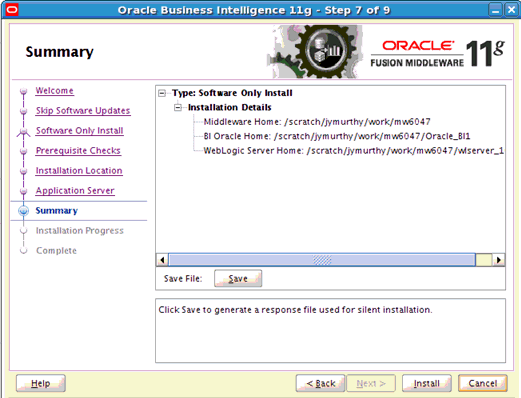 Oracle Business Intelligence 11g - Step 7 of 9
Summary
ORACLE
FUSION MIDDLEWARE 11g
Welcome
Skip Software Updates
Software Only Install
Prerequisite Checks
Installation Location
Application Server
Summary
Installation Progress
Complete
Type: Software Only Install
Installation Details
Middleware Home: /scratch/jymurthy/work/mw6047
BI Oracle Home: /scratch/jymurthy/work/mw6047/Oracle_BI1
WebLogic Server Home: /scratch/jymurthy/work/mw6047/wlserver_1
Save File: Save
Click Save to generate a response file used for silent installation.
Help < Back Next > Install Cancel